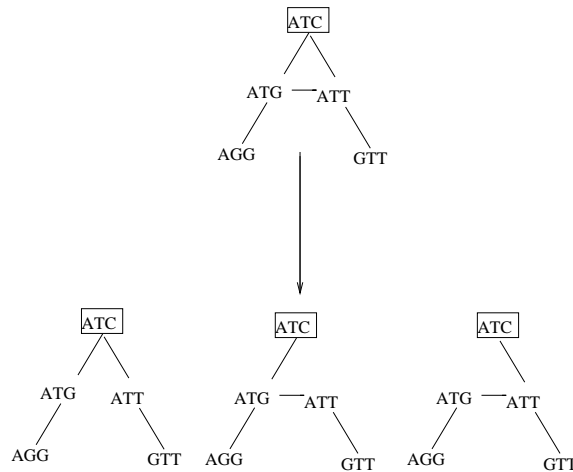 ATC
ATG ATT
AGG GTT
ATC ATC ATC
ATG ATT ATG ATT ATG ATT
AGG GTT AGG GTT AGG GTT